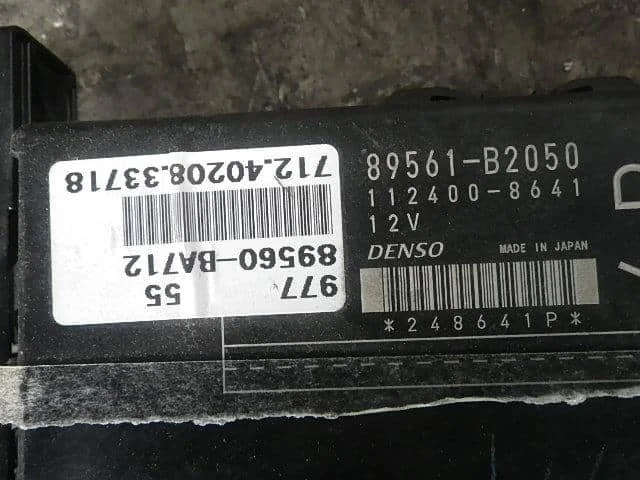 89561-B2050
112400-8641
12V
DENSO MADE IN JAPAN
*248641P*
977 55
89560-BA712
712.40208.33718